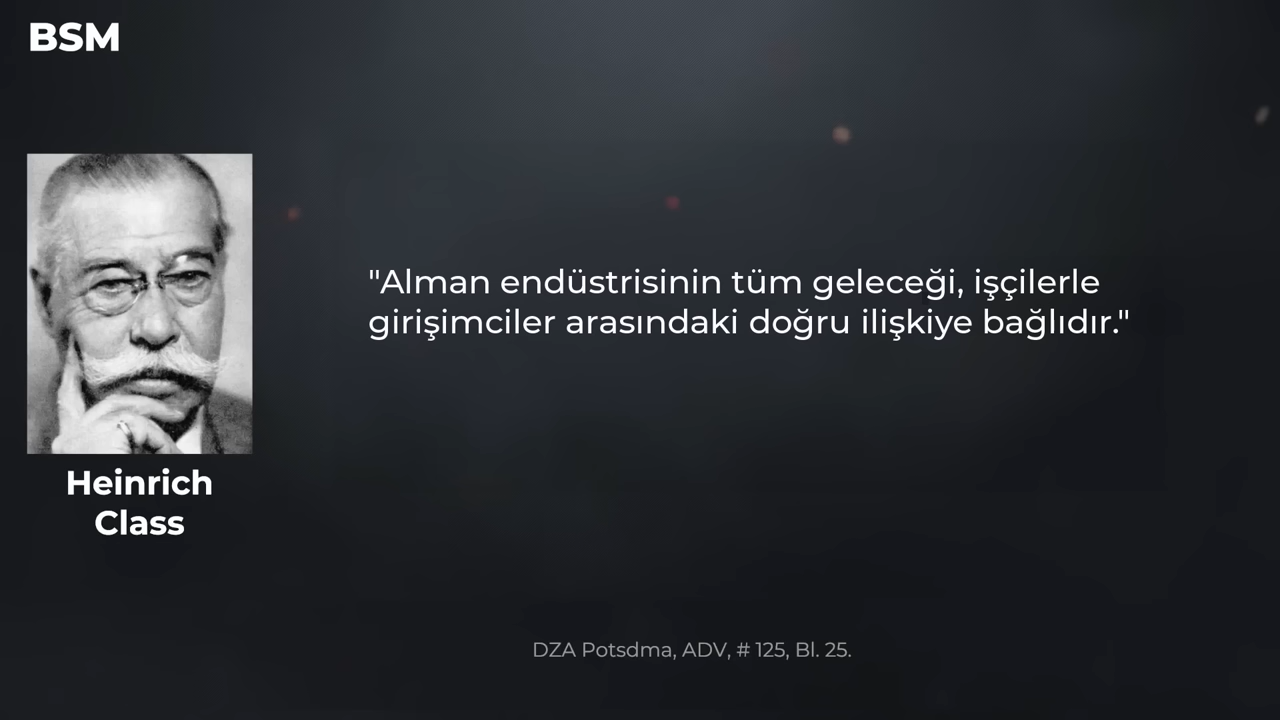 BSM
"Alman endüstrisinin tüm geleceği, işçilerle
girişimciler arasındaki doğru ilişkiye bağlıdır."
Heinrich
Class
DZA Potsdma, ADV, # 125, Bl. 25.